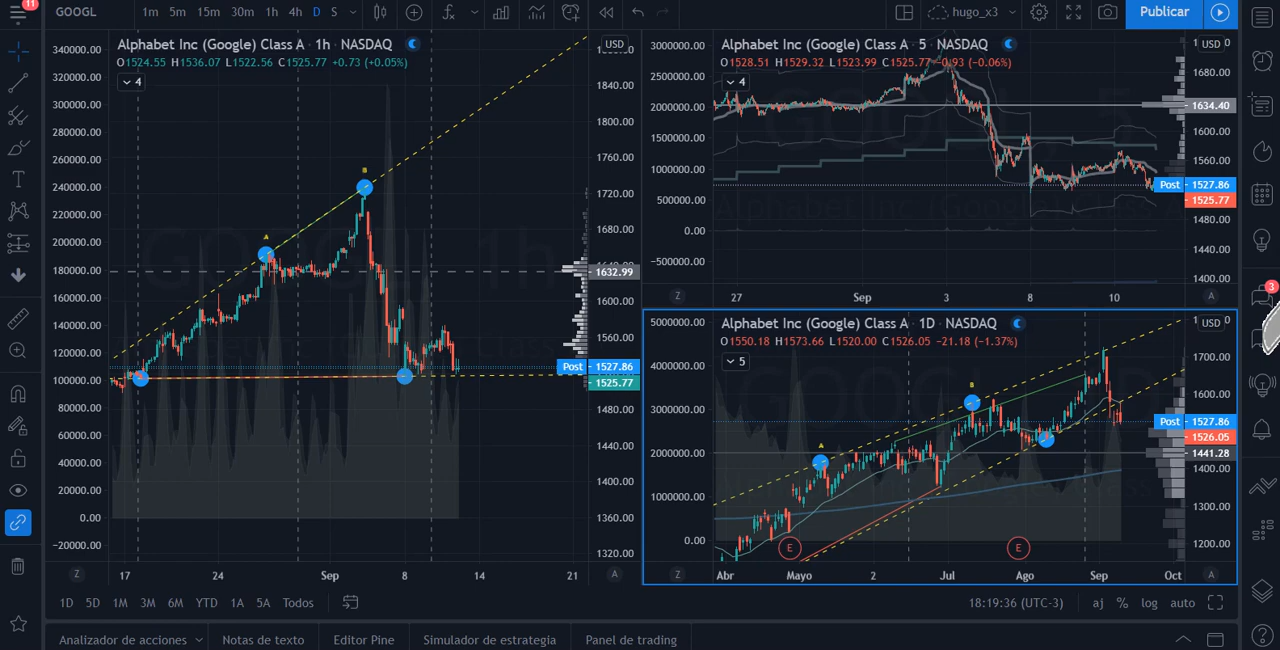 11
GOOGL
1m 5m 15m 30m 1h 4h D S
hugo_x3
Publicar
Alphabet Inc (Google) Class A · 1h · NASDAQ
O1524.55 H1536.07 L1522.56 C1525.77 +0.73 (+0.05%)
4
USD
340000.00
320000.00
300000.00
280000.00
260000.00
240000.00
220000.00
200000.00
180000.00
160000.00
140000.00
120000.00
100000.00
80000.00
60000.00
40000.00
20000.00
0.00
−20000.00
A
B
1840.00
1760.00
1720.00
1632.99
1600.00
1560.00
Post 1527.86
1525.77
1480.00
1440.00
1400.00
1360.00
1320.00
Z
17 24 Sep 8 14 21
A
Alphabet Inc (Google) Class A · 5 · NASDAQ
O1528.51 H1529.32 L1523.99 C1525.77 −0.93 (−0.06%)
4
USD
3000000.00
2500000.00
2000000.00
1500000.00
1000000.00
500000.00
0.00
−500000.00
1680.00
1634.40
1600.00
1560.00
Post 1527.86
1525.77
1480.00
1440.00
1400.00
Z
27 Sep 3 8 10
A
Alphabet Inc (Google) Class A · 1D · NASDAQ
O1550.18 H1573.66 L1520.00 C1526.05 −21.18 (−1.37%)
5
USD
5000000.00
4000000.00
3000000.00
2000000.00
1000000.00
0.00
A
B
E
E
1700.00
1600.00
Post 1527.86
1526.05
1441.28
1400.00
1300.00
1200.00
Z
Abr Mayo 2 Jul Ago Sep Oct
A
3
1D 5D 1M 3M 6M YTD 1A 5A Todos
18:19:36 (UTC-3) aj % log auto
Analizador de acciones Notas de texto Editor Pine Simulador de estrategia Panel de trading